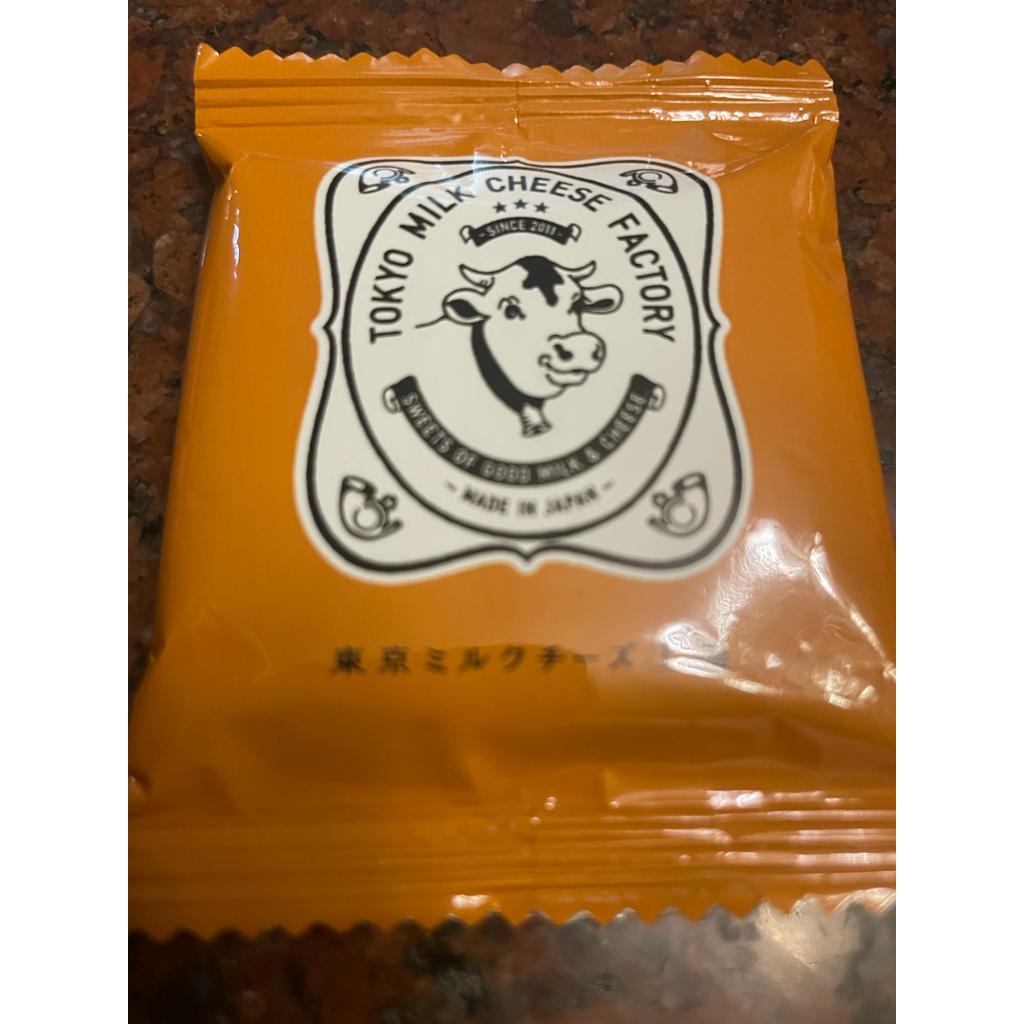 TOKYO MILK CHEESE FACTORY
- SINCE 2011 -
SWEETS OF GOOD MILK & CHEESE
- MADE IN JAPAN -
東京ミルクチーズ